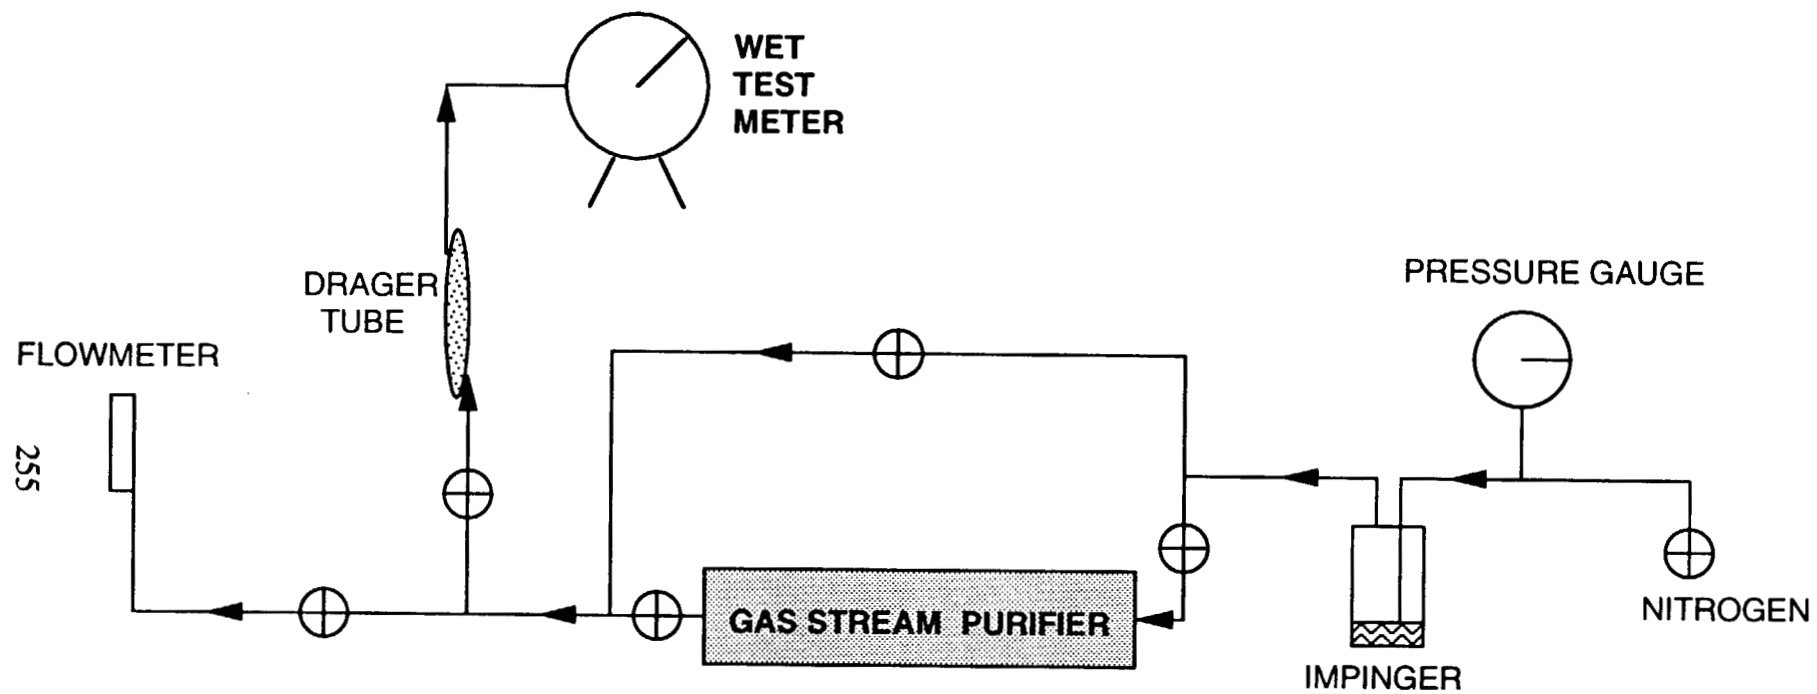 WET
TEST
METER
PRESSURE GAUGE
DRAGER
TUBE
FLOWMETER
255
GAS STREAM PURIFIER
NITROGEN
IMPINGER